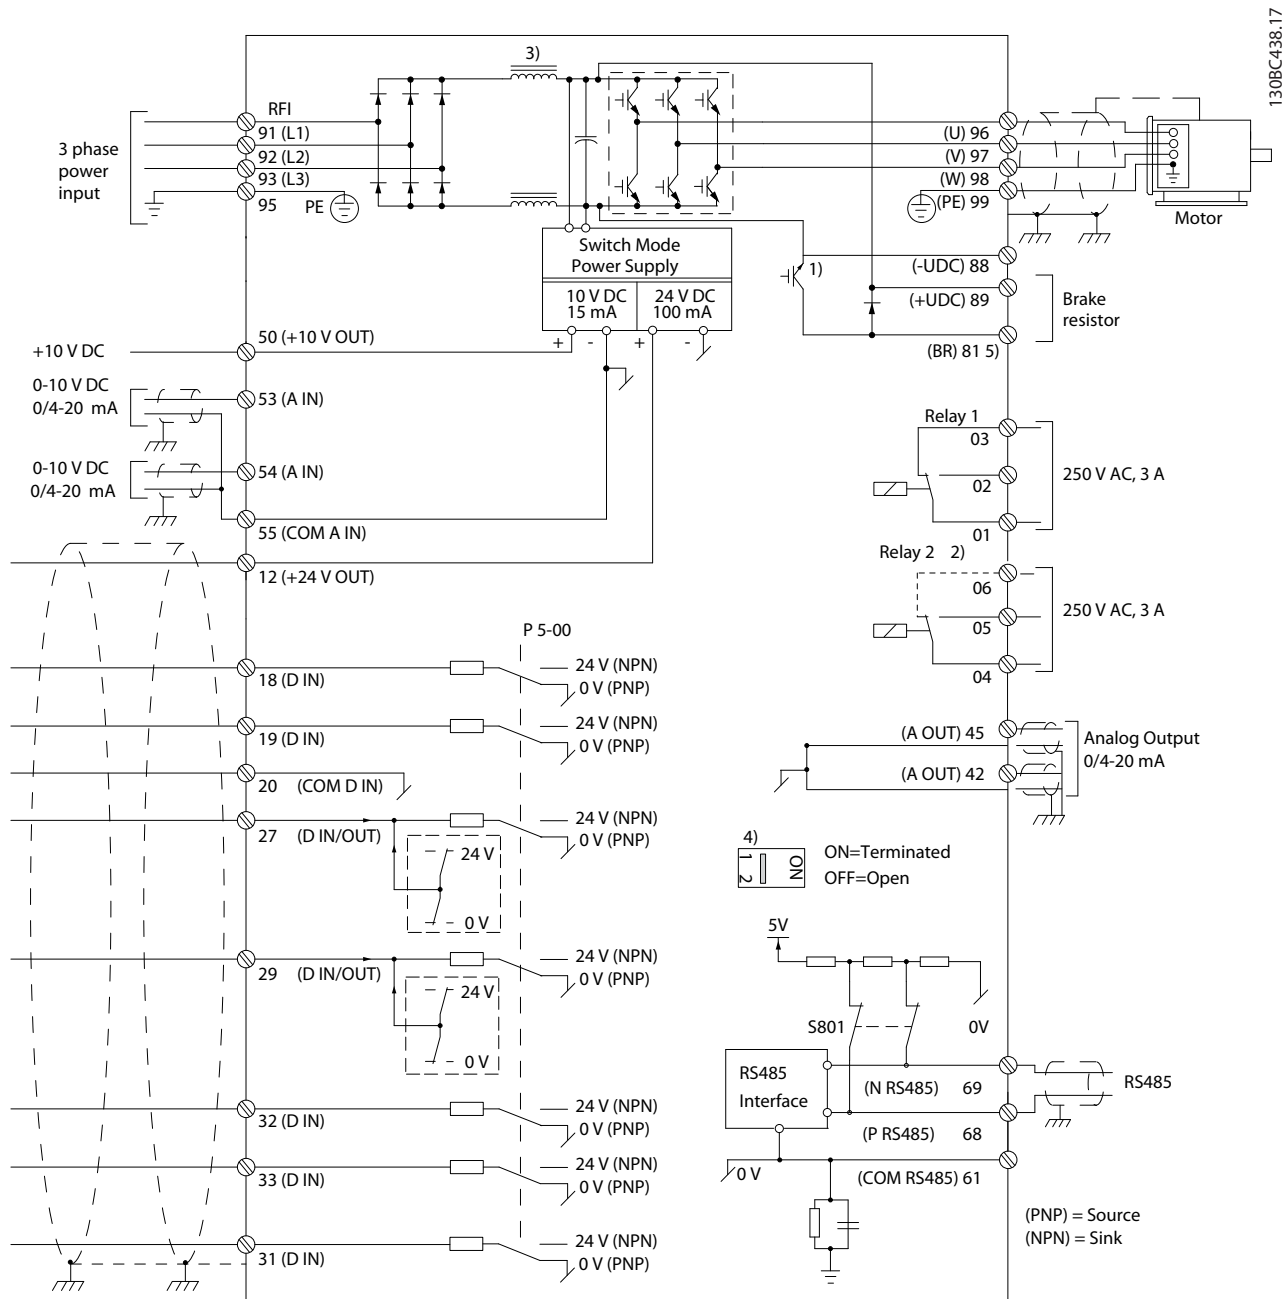 130BC438.17
3)
RFI
91 (L1)
92 (L2)
93 (L3)
95
PE
3 phase
power
input
(U) 96
(V) 97
(W) 98
(PE) 99
Motor
Switch Mode
Power Supply
10 V DC
15 mA
24 V DC
100 mA
+
-
+
-
1)
(-UDC) 88
(+UDC) 89
(BR) 81 5)
Brake
resistor
+10 V DC
50 (+10 V OUT)
0-10 V DC
0/4-20 mA
53 (A IN)
0-10 V DC
0/4-20 mA
54 (A IN)
55 (COM A IN)
12 (+24 V OUT)
Relay 1
03
02
01
250 V AC, 3 A
Relay 2 2)
06
05
04
250 V AC, 3 A
P 5-00
18 (D IN)
24 V (NPN)
0 V (PNP)
19 (D IN)
24 V (NPN)
0 V (PNP)
20 (COM D IN)
27 (D IN/OUT)
24 V (NPN)
0 V (PNP)
24 V
0 V
29 (D IN/OUT)
24 V (NPN)
0 V (PNP)
24 V
0 V
32 (D IN)
24 V (NPN)
0 V (PNP)
33 (D IN)
24 V (NPN)
0 V (PNP)
31 (D IN)
24 V (NPN)
0 V (PNP)
(A OUT) 45
(A OUT) 42
Analog Output
0/4-20 mA
4)
1 2
ON
ON=Terminated
OFF=Open
5V
S801
0V
RS485
Interface
(N RS485) 69
(P RS485) 68
RS485
0 V
(COM RS485) 61
(PNP) = Source
(NPN) = Sink